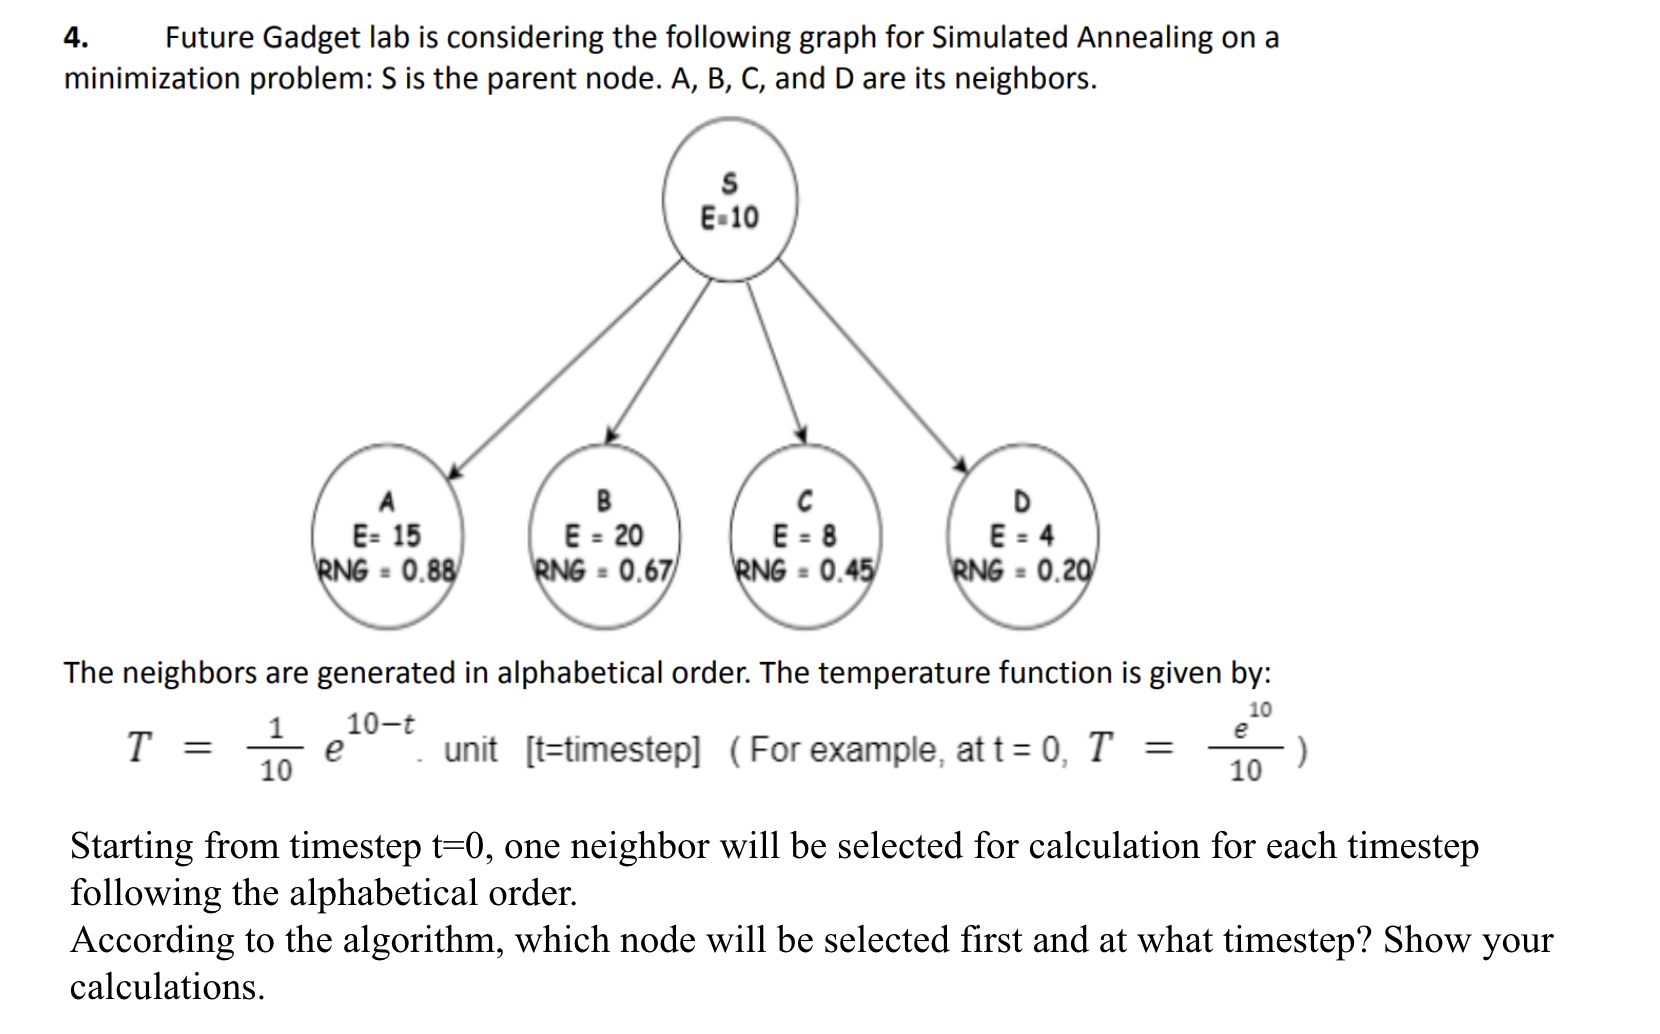 4. Future Gadget lab is considering the following graph for Simulated Annealing on a
minimization problem: S is the parent node. A, B, C, and D are its neighbors.
S
E=10
A
E= 15
RNG = 0.88
B
E = 20
RNG = 0.67
C
E = 8
RNG = 0.45
D
E = 4
RNG = 0.20
The neighbors are generated in alphabetical order. The temperature function is given by:
T = 1/10 e^10−t . unit [t=timestep] ( For example, at t = 0, T = e^10/10 )
Starting from timestep t=0, one neighbor will be selected for calculation for each timestep
following the alphabetical order.
According to the algorithm, which node will be selected first and at what timestep? Show your
calculations.